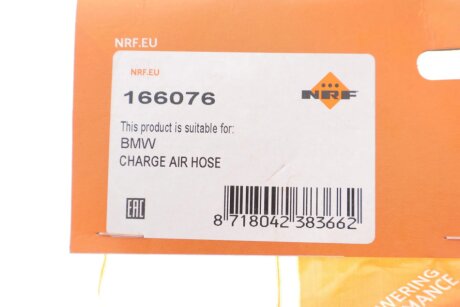 NRF.EU
NRF.EU
166076
NRF
This product is suitable for:
BMW
CHARGE AIR HOSE
EAC
8 718042 383662